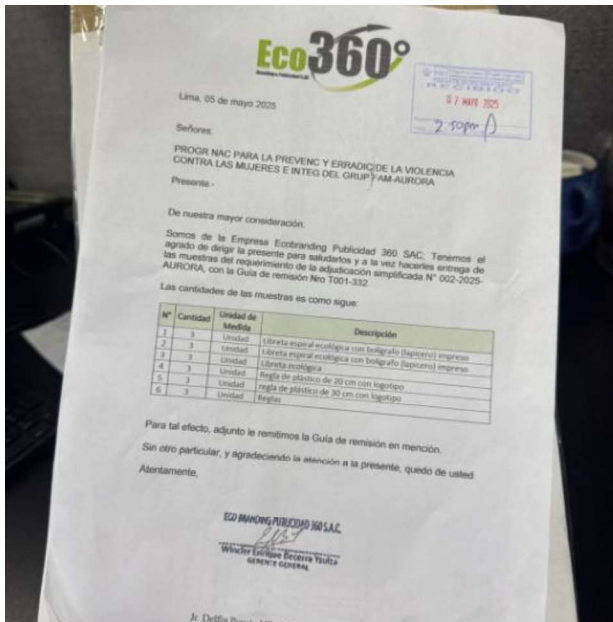 Eco360°
Lima, 05 de mayo 2025
RECIBIDO
07 MAYO 2025
2:50pm
Señores:
PROGR NAC PARA LA PREVENC Y ERRADIC DE LA VIOLENCIA
CONTRA LAS MUJERES E INTEG DEL GRUP FAM-AURORA
Presente.-
De nuestra mayor consideración:
Somos de la Empresa Ecobranding Publicidad 360 SAC, Tenemos el
agrado de dirigir la presente para saludarlos y a la vez hacerles entrega de
las muestras del requerimiento de la adjudicación simplificada N° 002-2025-
AURORA, con la Guía de remisión Nro T001-332
Las cantidades de las muestras es como sigue:
N° Cantidad Unidad de Medida Descripción
1 3 Unidad Libreta espiral ecológica con bolígrafo (lapicero) impreso
2 3 Unidad Libreta espiral ecológica con bolígrafo (lapicero) impreso
3 3 Unidad Libreta ecológica
4 3 Unidad Regla de plástico de 20 cm con logotipo
5 3 Unidad regla de plástico de 30 cm con logotipo
6 3 Unidad Reglas
Para tal efecto, adjunto le remitimos la Guía de remisión en mención.
Sin otro particular, y agradeciendo la atención a la presente, quedo de usted
Atentamente,
ECO BRANDING PUBLICIDAD 360 S.A.C.
Enrique Becerra
GERENTE GENERAL
Jr. Delfín